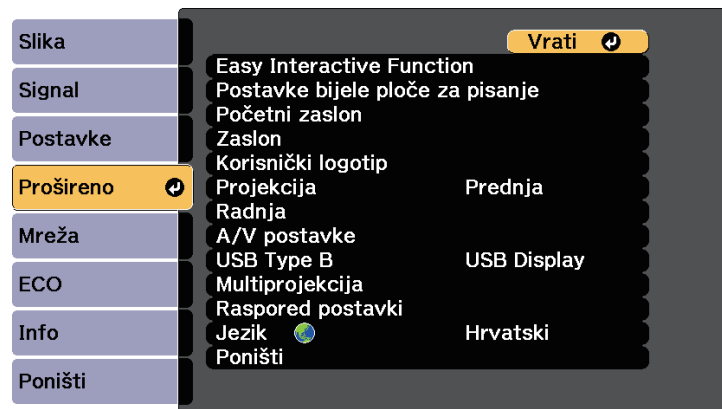 Slika
Signal
Postavke
Prošireno
Mreža
ECO
Info
Poništi
Vrati
Easy Interactive Function
Postavke bijele ploče za pisanje
Početni zaslon
Zaslon
Korisnički logotip
Projekcija Prednja
Radnja
A/V postavke
USB Type B USB Display
Multiprojekcija
Raspored postavki
Jezik Hrvatski
Poništi